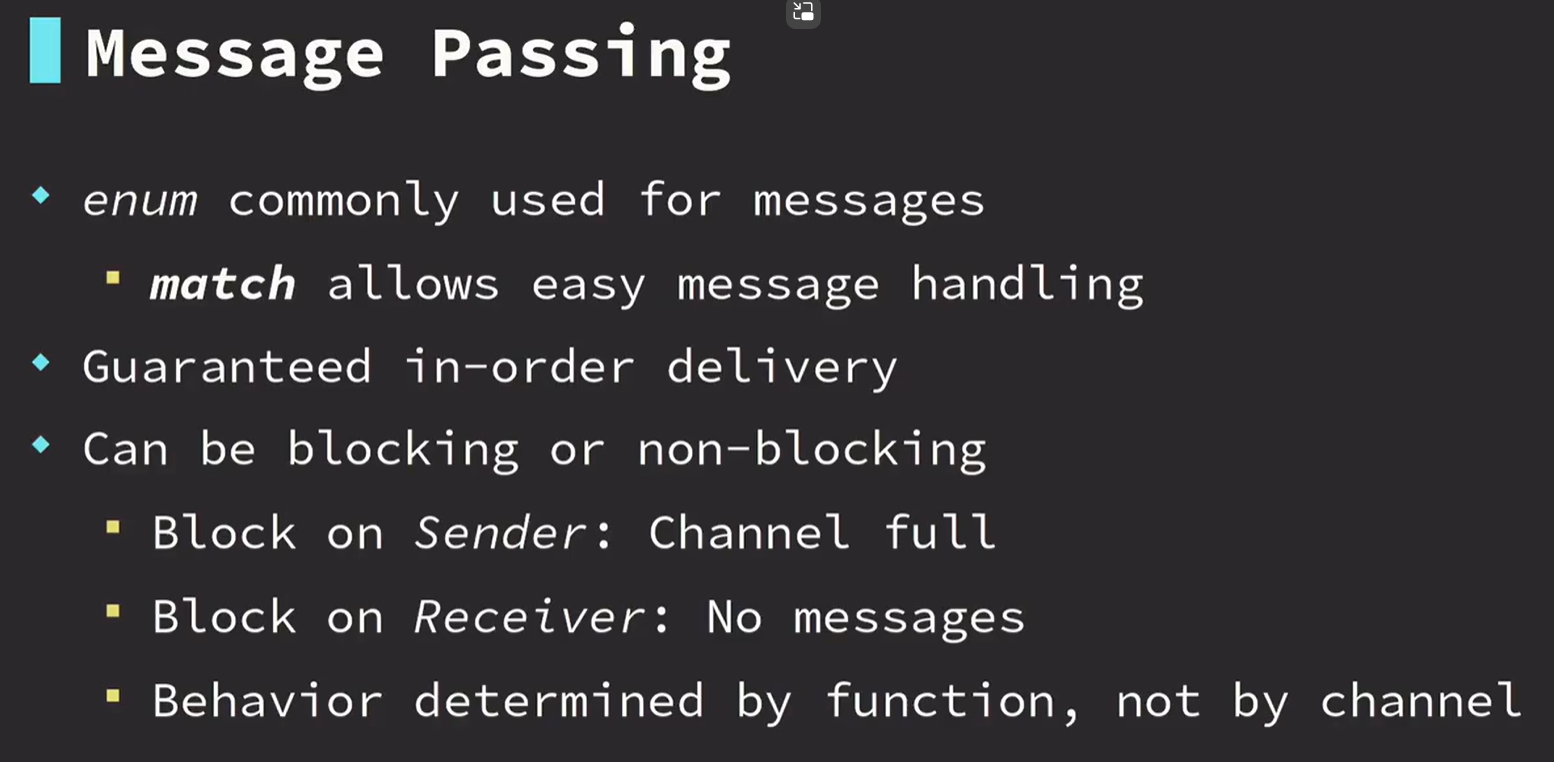 Message Passing
enum commonly used for messages
match allows easy message handling
Guaranteed in-order delivery
Can be blocking or non-blocking
Block on Sender: Channel full
Block on Receiver: No messages
Behavior determined by function, not by channel